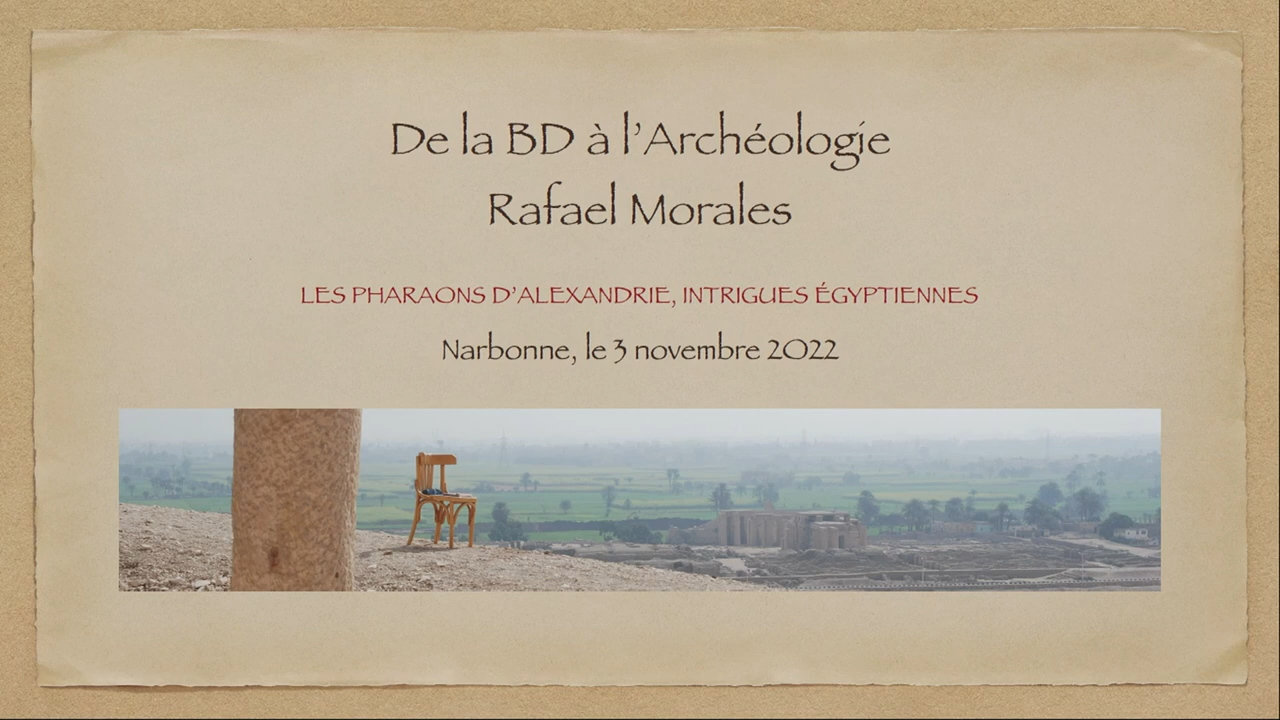 De la BD à l’Archéologie
Rafael Morales
LES PHARAONS D’ALEXANDRIE, INTRIGUES ÉGYPTIENNES
Narbonne, le 3 novembre 2022